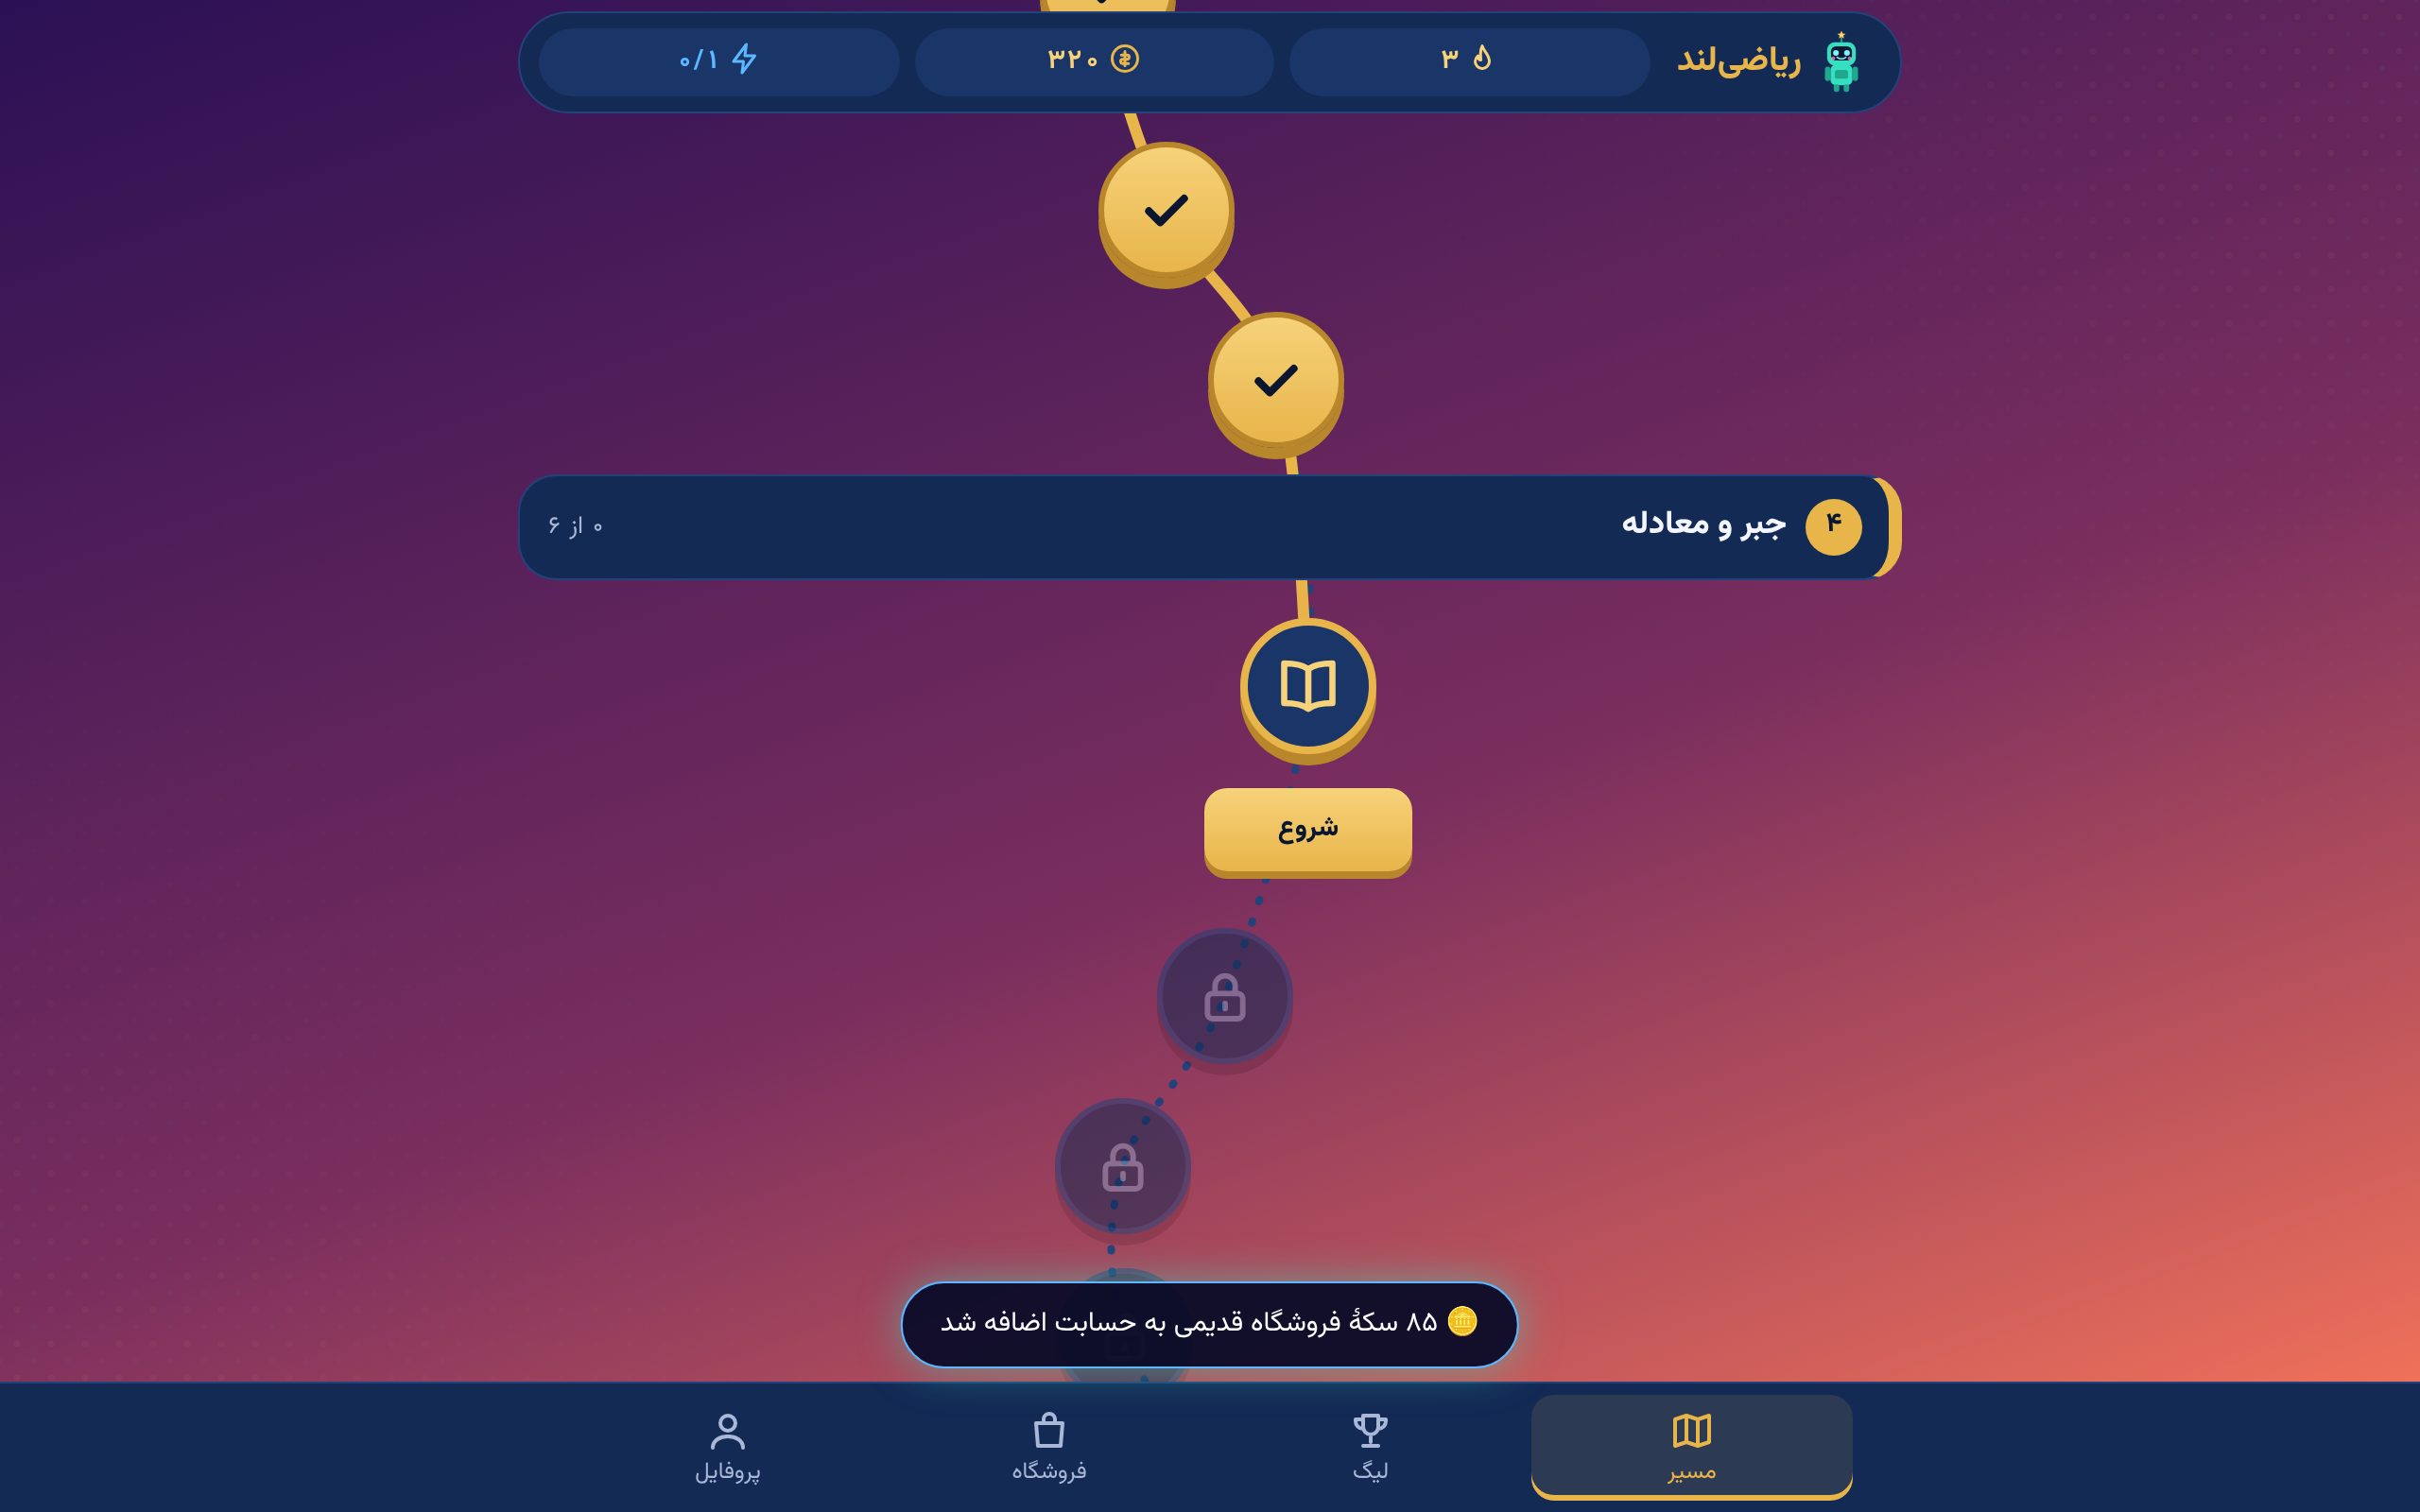 ریاضی‌لند
۳
۳۲۰
۰/۱
۴ جبر و معادله
۰ از ۶
شروع
🪙 ۸۵ سکهٔ فروشگاه قدیمی به حسابت اضافه شد
مسیر
لیگ
فروشگاه
پروفایل